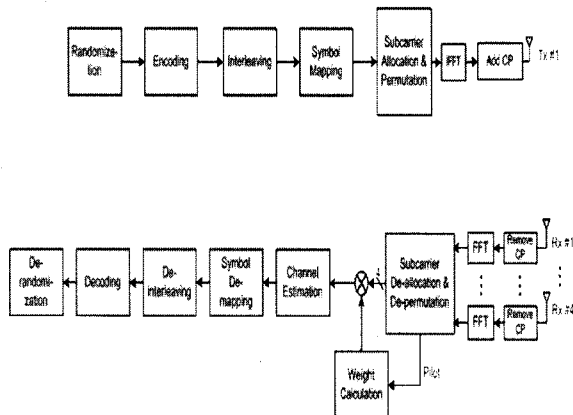 Randomiza-
tion
Encoding
Interleaving
Symbol
Mapping
Subcarrier
Allocation &
Permutation
IFFT
Add CP
Tx #1
De-
randomization
Decoding
De-
interleaving
Symbol
De-
mapping
Channel
Estimation
Subcarrier
De-allocation &
De-permutation
FFT
Remove
CP
Rx #1
FFT
Remove
CP
Rx #4
Weight
Calculation
Pilot